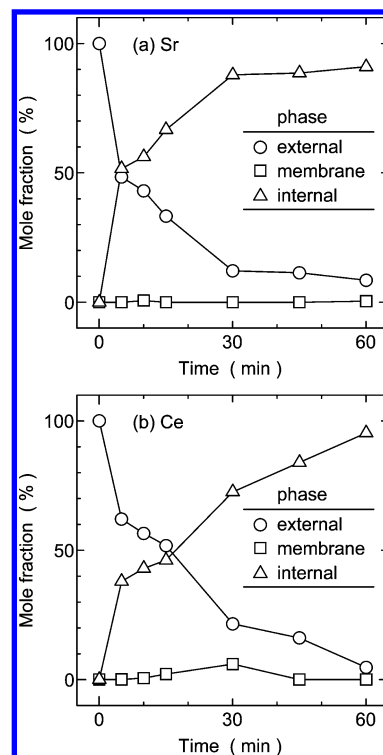 100
50
0
Mole fraction ( % )
(a) Sr
phase
external
membrane
internal
0
30
60
Time ( min )
100
50
0
Mole fraction ( % )
(b) Ce
phase
external
membrane
internal
0
30
60
Time ( min )